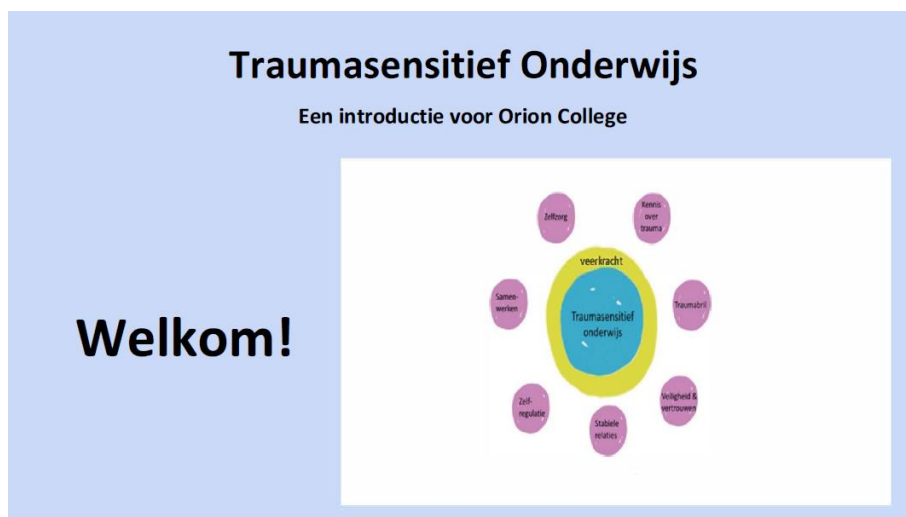 Traumasensitief Onderwijs
Een introductie voor Orion College
Welkom!
Zelfzorg
Kennis
over
trauma
veerkracht
Samen-
werken
Traumasensitief
onderwijs
Traumabril
Zelf-
regulatie
Stabiele
relaties
Veiligheid &
vertrouwen